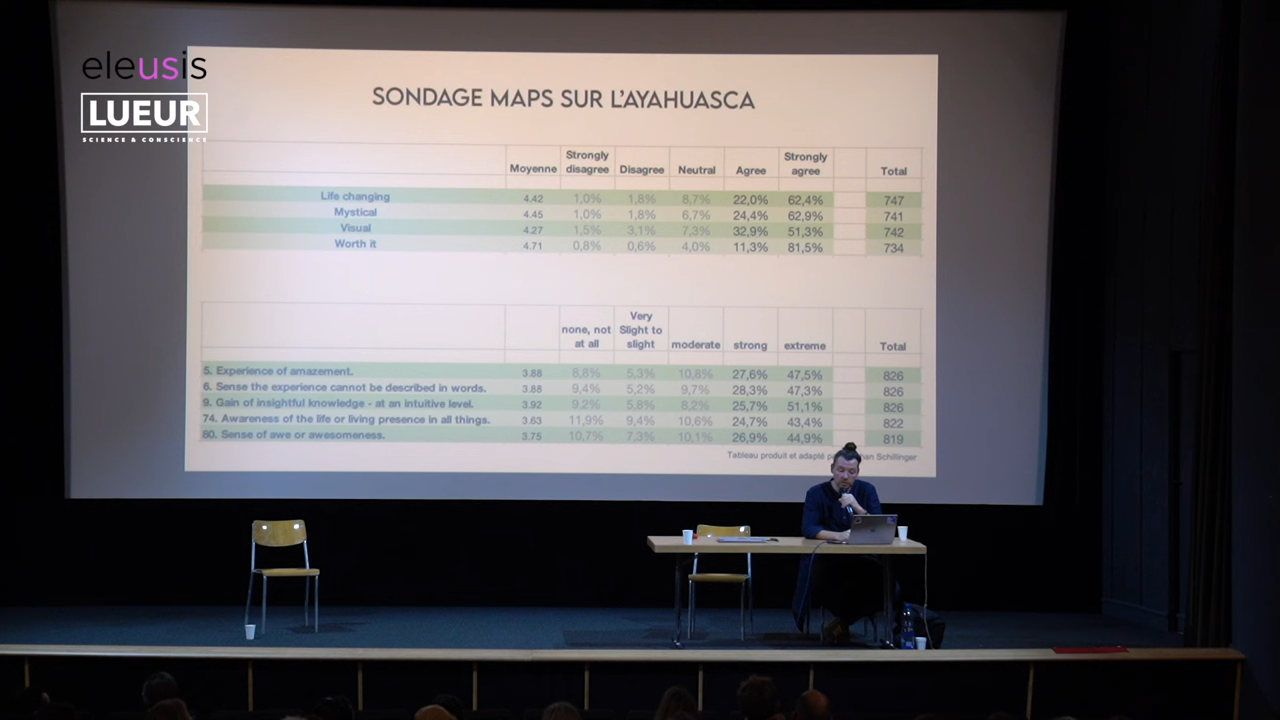 eleusis
LUEUR
SCIENCE & CONSCIENCE
SONDAGE MAPS SUR L'AYAHUASCA
Moyenne Strongly disagree Disagree Neutral Agree Strongly agree Total
Life changing 4.42 1,0% 1,8% 8,7% 22,0% 62,4% 747
Mystical 4.45 1,0% 1,8% 6,7% 24,4% 62,9% 741
Visual 4.27 1,5% 3,1% 7,3% 32,9% 51,3% 742
Worth it 4.71 0,8% 0,6% 4,0% 11,3% 81,5% 734
none, not at all Very Slight to slight moderate strong extreme Total
5. Experience of amazement. 3.88 8,8% 5,3% 10,8% 27,6% 47,5% 826
6. Sense the experience cannot be described in words. 3.88 9,4% 5,2% 9,7% 28,3% 47,3% 826
9. Gain of insightful knowledge - at an intuitive level. 3.92 9,2% 5,8% 8,2% 25,7% 51,1% 826
74. Awareness of the life or living presence in all things. 3.63 11,9% 9,4% 10,6% 24,7% 43,4% 822
80. Sense of awe or awesomeness. 3.75 10,7% 7,3% 10,1% 26,9% 44,9% 819
Tableau produit et adapté Schillinger